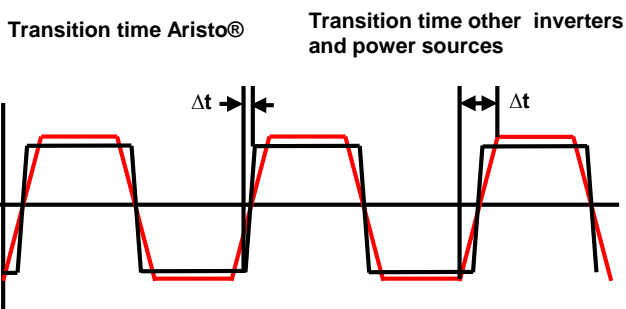 Transition time Aristo®
Transition time other inverters
and power sources
∆t
∆t